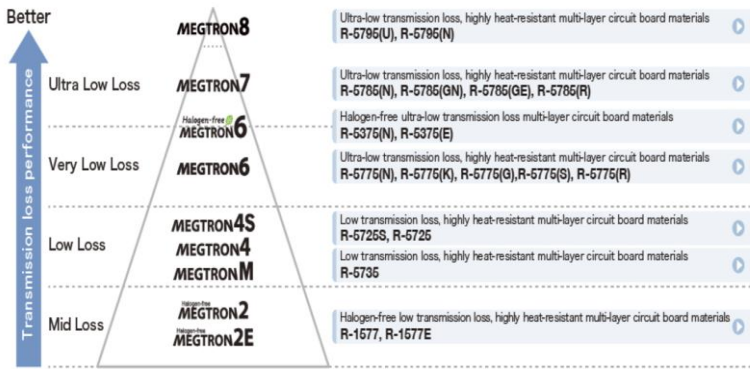 Better
Transmission loss performance
MEGTRON8
Ultra-low transmission loss, highly heat-resistant multi-layer circuit board materials
R-5795(U), R-5795(N)
Ultra Low Loss
MEGTRON7
Ultra-low transmission loss, highly heat-resistant multi-layer circuit board materials
R-5785(N), R-5785(GN), R-5785(GE), R-5785(R)
Halogen-free
MEGTRON6
Halogen-free ultra-low transmission loss multi-layer circuit board materials
R-5375(N), R-5375(E)
Very Low Loss
MEGTRON6
Ultra-low transmission loss, highly heat-resistant multi-layer circuit board materials
R-5775(N), R-5775(K), R-5775(G),R-5775(S), R-5775(R)
Low Loss
MEGTRON4S
MEGTRON4
Low transmission loss, highly heat-resistant multi-layer circuit board materials
R-5725S, R-5725
MEGTRONM
Low transmission loss, highly heat-resistant multi-layer circuit board materials
R-5735
Mid Loss
Halogen-free
MEGTRON2
Halogen-free
MEGTRON2E
Halogen-free low transmission loss, highly heat-resistant multi-layer circuit board materials
R-1577, R-1577E